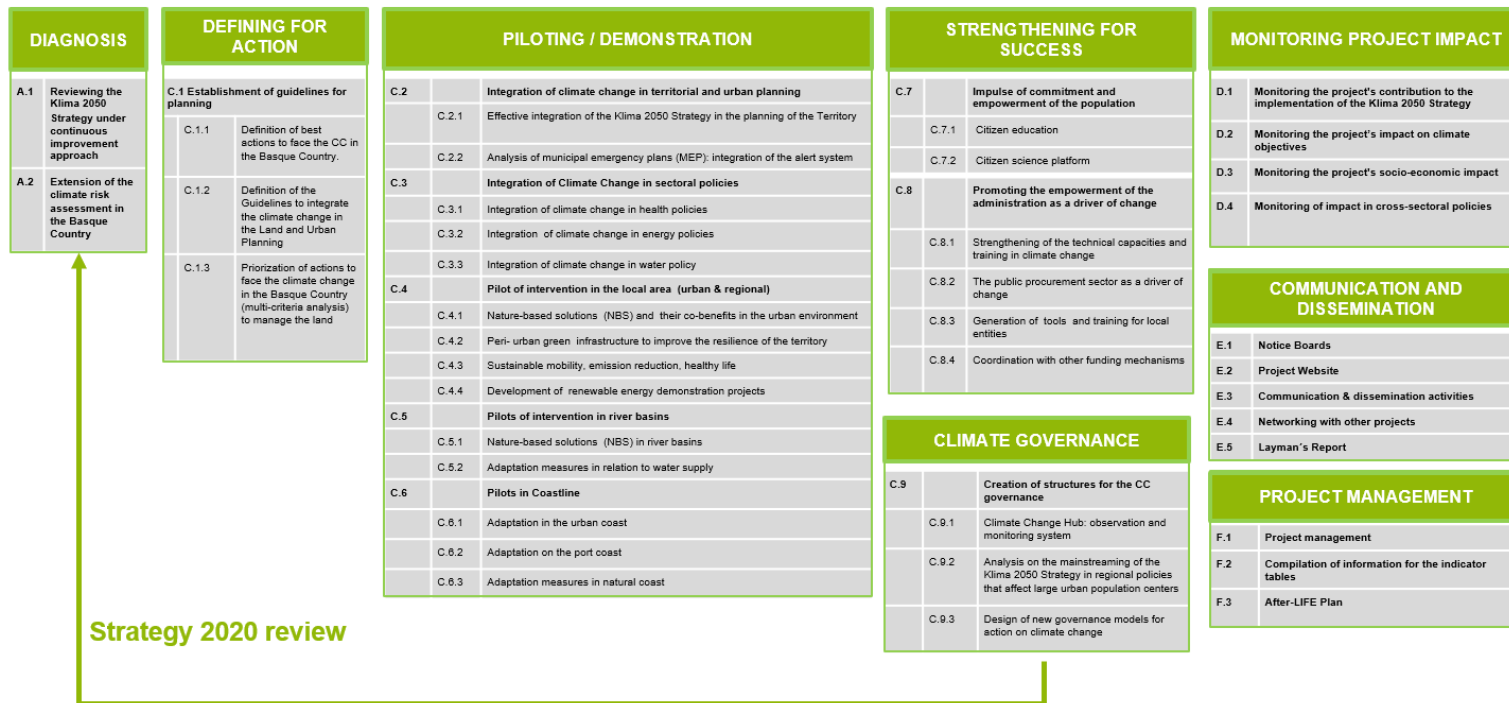 DIAGNOSIS
A.1 Reviewing the
Klima 2050
Strategy under
continuous
improvement
approach
A.2 Extension of the
climate risk
assessment in
the Basque
Country
DEFINING FOR
ACTION
C.1 Establishment of guidelines for
planning
C.1.1 Definition of best
actions to face the CC in
the Basque Country.
C.1.2 Definition of the
Guidelines to integrate
the climate change in
the Land and Urban
Planning
C.1.3 Priorization of actions to
face the climate change
in the Basque Country
(multi-criteria analysis)
to manage the land
PILOTING / DEMONSTRATION
C.2 Integration of climate change in territorial and urban planning
C.2.1 Effective integration of the Klima 2050 Strategy in the planning of the Territory
C.2.2 Analysis of municipal emergency plans (MEP): integration of the alert system
C.3 Integration of Climate Change in sectoral policies
C.3.1 Integration of climate change in health policies
C.3.2 Integration of climate change in energy policies
C.3.3 Integration of climate change in water policy
C.4 Pilot of intervention in the local area (urban & regional)
C.4.1 Nature-based solutions (NBS) and their co-benefits in the urban environment
C.4.2 Peri- urban green infrastructure to improve the resilience of the territory
C.4.3 Sustainable mobility, emission reduction, healthy life
C.4.4 Development of renewable energy demonstration projects
C.5 Pilots of intervention in river basins
C.5.1 Nature-based solutions (NBS) in river basins
C.5.2 Adaptation measures in relation to water supply
C.6 Pilots in Coastline
C.6.1 Adaptation in the urban coast
C.6.2 Adaptation on the port coast
C.6.3 Adaptation measures in natural coast
STRENGTHENING FOR
SUCCESS
C.7 Impulse of commitment and
empowerment of the population
C.7.1 Citizen education
C.7.2 Citizen science platform
C.8 Promoting the empowerment of the
administration as a driver of change
C.8.1 Strengthening of the technical capacities and
training in climate change
C.8.2 The public procurement sector as a driver of
change
C.8.3 Generation of tools and training for local
entities
C.8.4 Coordination with other funding mechanisms
CLIMATE GOVERNANCE
C.9 Creation of structures for the CC
governance
C.9.1 Climate Change Hub: observation and
monitoring system
C.9.2 Analysis on the mainstreaming of the
Klima 2050 Strategy in regional policies
that affect large urban population centers
C.9.3 Design of new governance models for
action on climate change
MONITORING PROJECT IMPACT
D.1 Monitoring the project's contribution to the
implementation of the Klima 2050 Strategy
D.2 Monitoring the project's impact on climate
objectives
D.3 Monitoring the project's socio-economic impact
D.4 Monitoring of impact in cross-sectoral policies
COMMUNICATION AND
DISSEMINATION
E.1 Notice Boards
E.2 Project Website
E.3 Communication & dissemination activities
E.4 Networking with other projects
E.5 Layman´s Report
PROJECT MANAGEMENT
F.1 Project management
F.2 Compilation of information for the indicator
tables
F.3 After-LIFE Plan
Strategy 2020 review